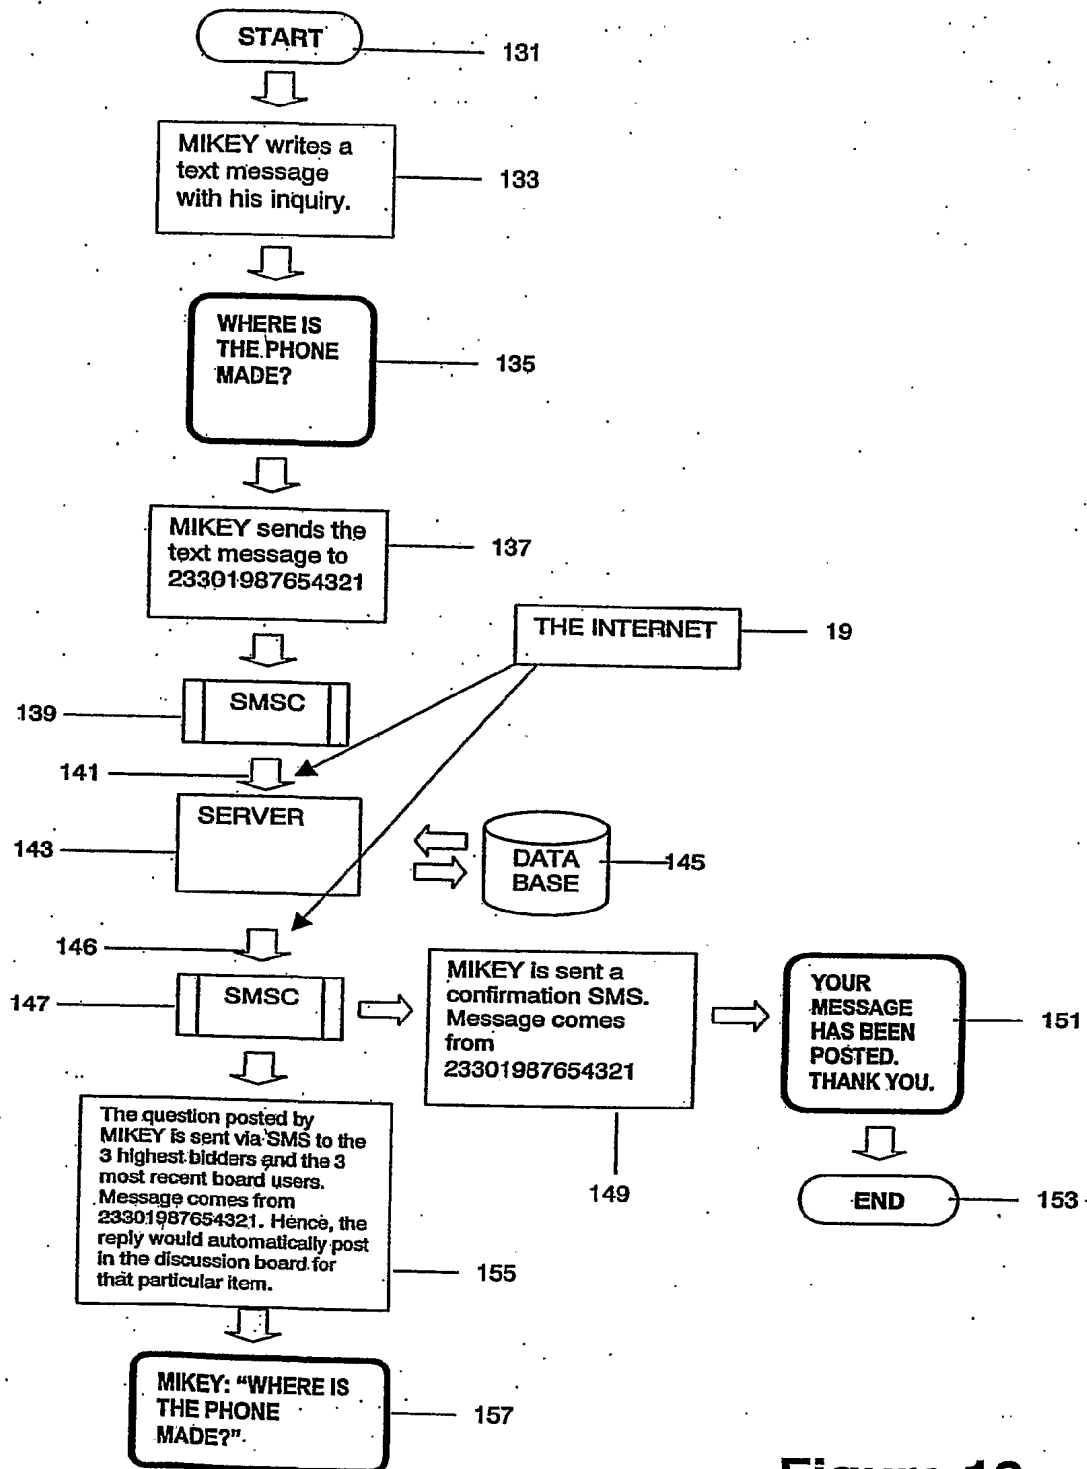 START
131
MIKEY writes a
text message
with his inquiry.
133
WHERE IS
THE PHONE
MADE?
135
MIKEY sends the
text message to
23301987654321
137
THE INTERNET
19
SMSC
139
141
SERVER
143
DATA
BASE
145
146
SMSC
147
MIKEY is sent a
confirmation SMS.
Message comes
from
23301987654321
149
YOUR
MESSAGE
HAS BEEN
POSTED.
THANK YOU.
151
END
153
The question posted by
MIKEY is sent via SMS to the
3 highest bidders and the 3
most recent board users.
Message comes from
23301987654321. Hence, the
reply would automatically post
in the discussion board for
that particular item.
155
MIKEY: "WHERE IS
THE PHONE
MADE?"
157